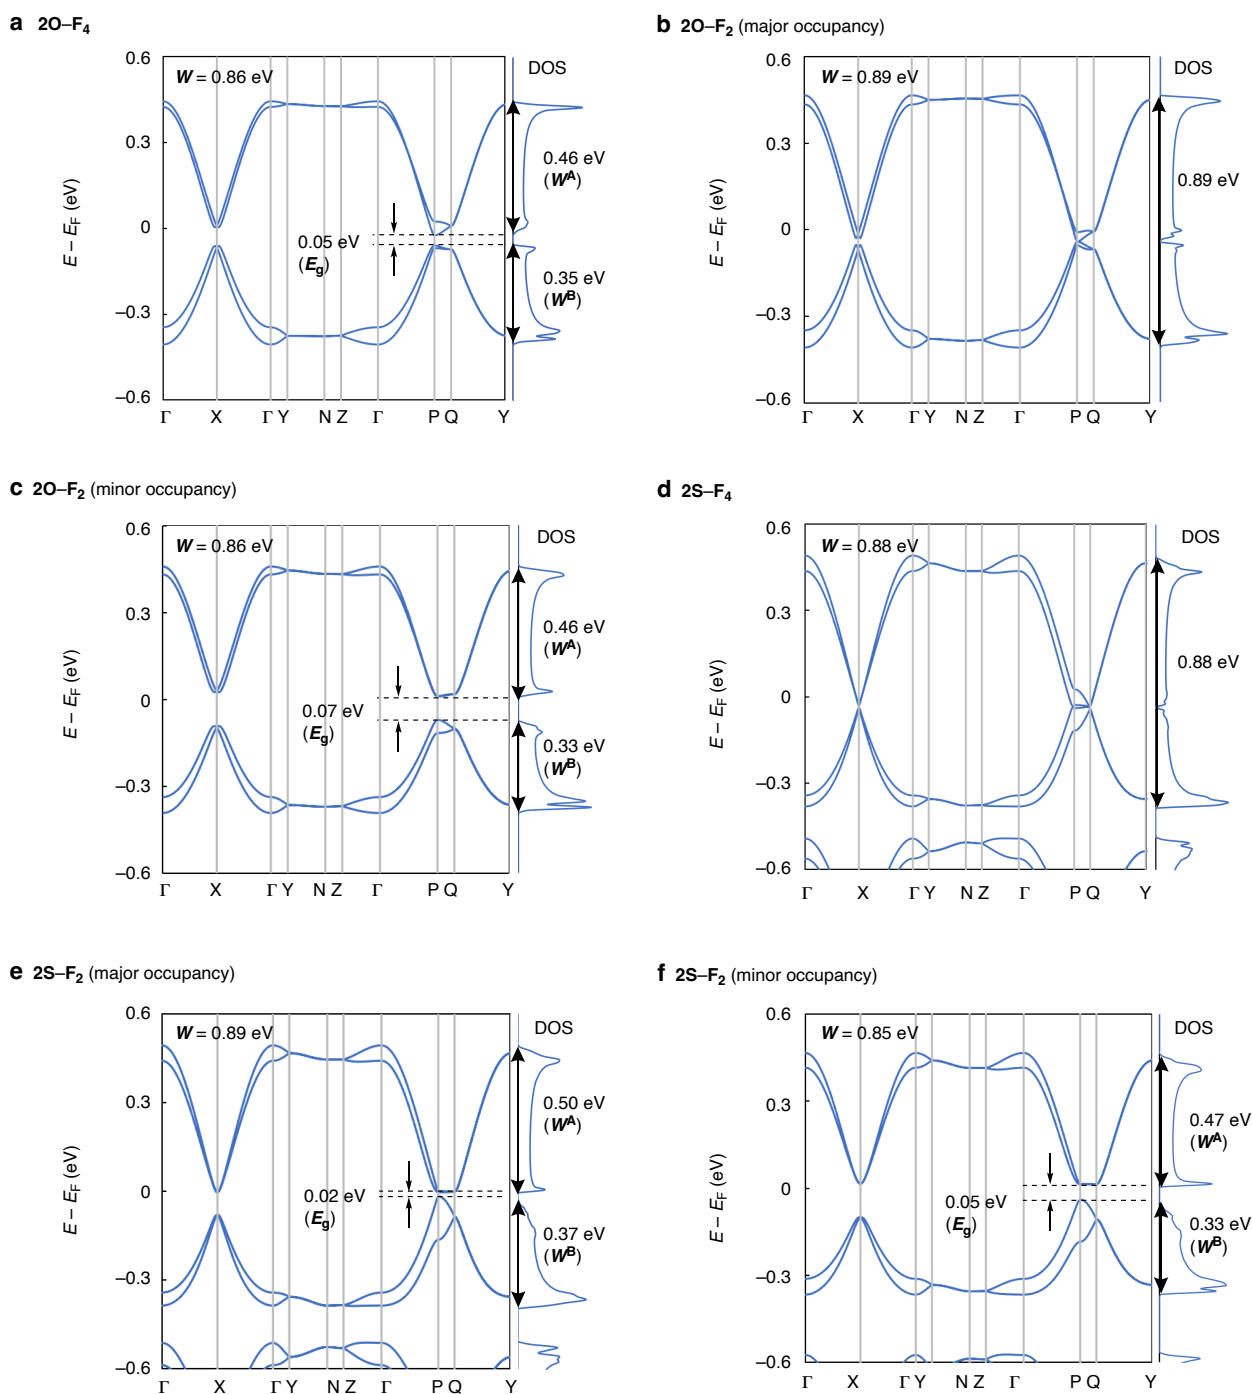 a 2O–F4
W = 0.86 eV
DOS
0.6
0.3
0
–0.3
–0.6
E – EF (eV)
0.46 eV
(WA)
0.05 eV
(Eg)
0.35 eV
(WB)
Γ X Γ Y N Z Γ P Q Y
b 2O–F2 (major occupancy)
W = 0.89 eV
DOS
0.6
0.3
0
–0.3
–0.6
E – EF (eV)
0.89 eV
Γ X Γ Y N Z Γ P Q Y
c 2O–F2 (minor occupancy)
W = 0.86 eV
DOS
0.6
0.3
0
–0.3
–0.6
E – EF (eV)
0.46 eV
(WA)
0.07 eV
(Eg)
0.33 eV
(WB)
Γ X Γ Y N Z Γ P Q Y
d 2S–F4
W = 0.88 eV
DOS
0.6
0.3
0
–0.3
–0.6
E – EF (eV)
0.88 eV
Γ X Γ Y N Z Γ P Q Y
e 2S–F2 (major occupancy)
W = 0.89 eV
DOS
0.6
0.3
0
–0.3
–0.6
E – EF (eV)
0.50 eV
(WA)
0.02 eV
(Eg)
0.37 eV
(WB)
Γ X Γ Y N Z Γ P Q Y
f 2S–F2 (minor occupancy)
W = 0.85 eV
DOS
0.6
0.3
0
–0.3
–0.6
E – EF (eV)
0.47 eV
(WA)
0.05 eV
(Eg)
0.33 eV
(WB)
Γ X Γ Y N Z Γ P Q Y